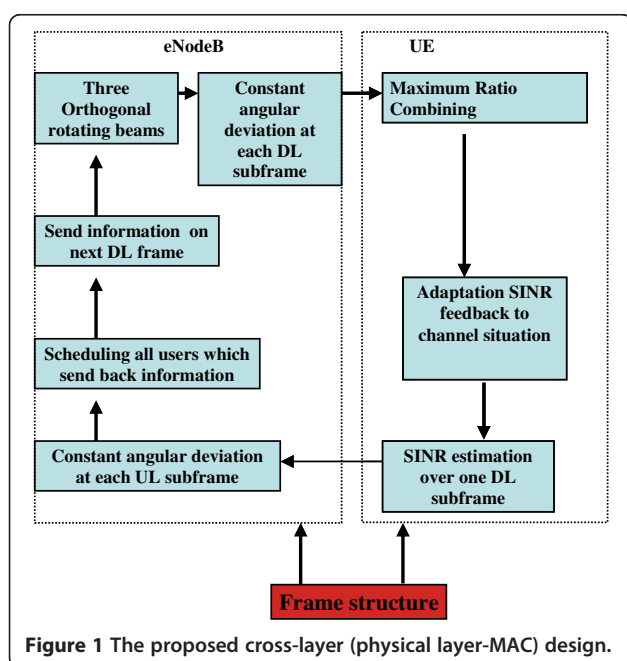 eNodeB
UE
Three
Orthogonal
rotating beams
Constant
angular
deviation at
each DL
subframe
Maximum Ratio
Combining
Send information on
next DL frame
Adaptation SINR
feedback to
channel situation
Scheduling all users which
send back information
Constant angular deviation
at each UL subframe
SINR estimation
over one DL
subframe
Frame structure
Figure 1 The proposed cross-layer (physical layer-MAC) design.